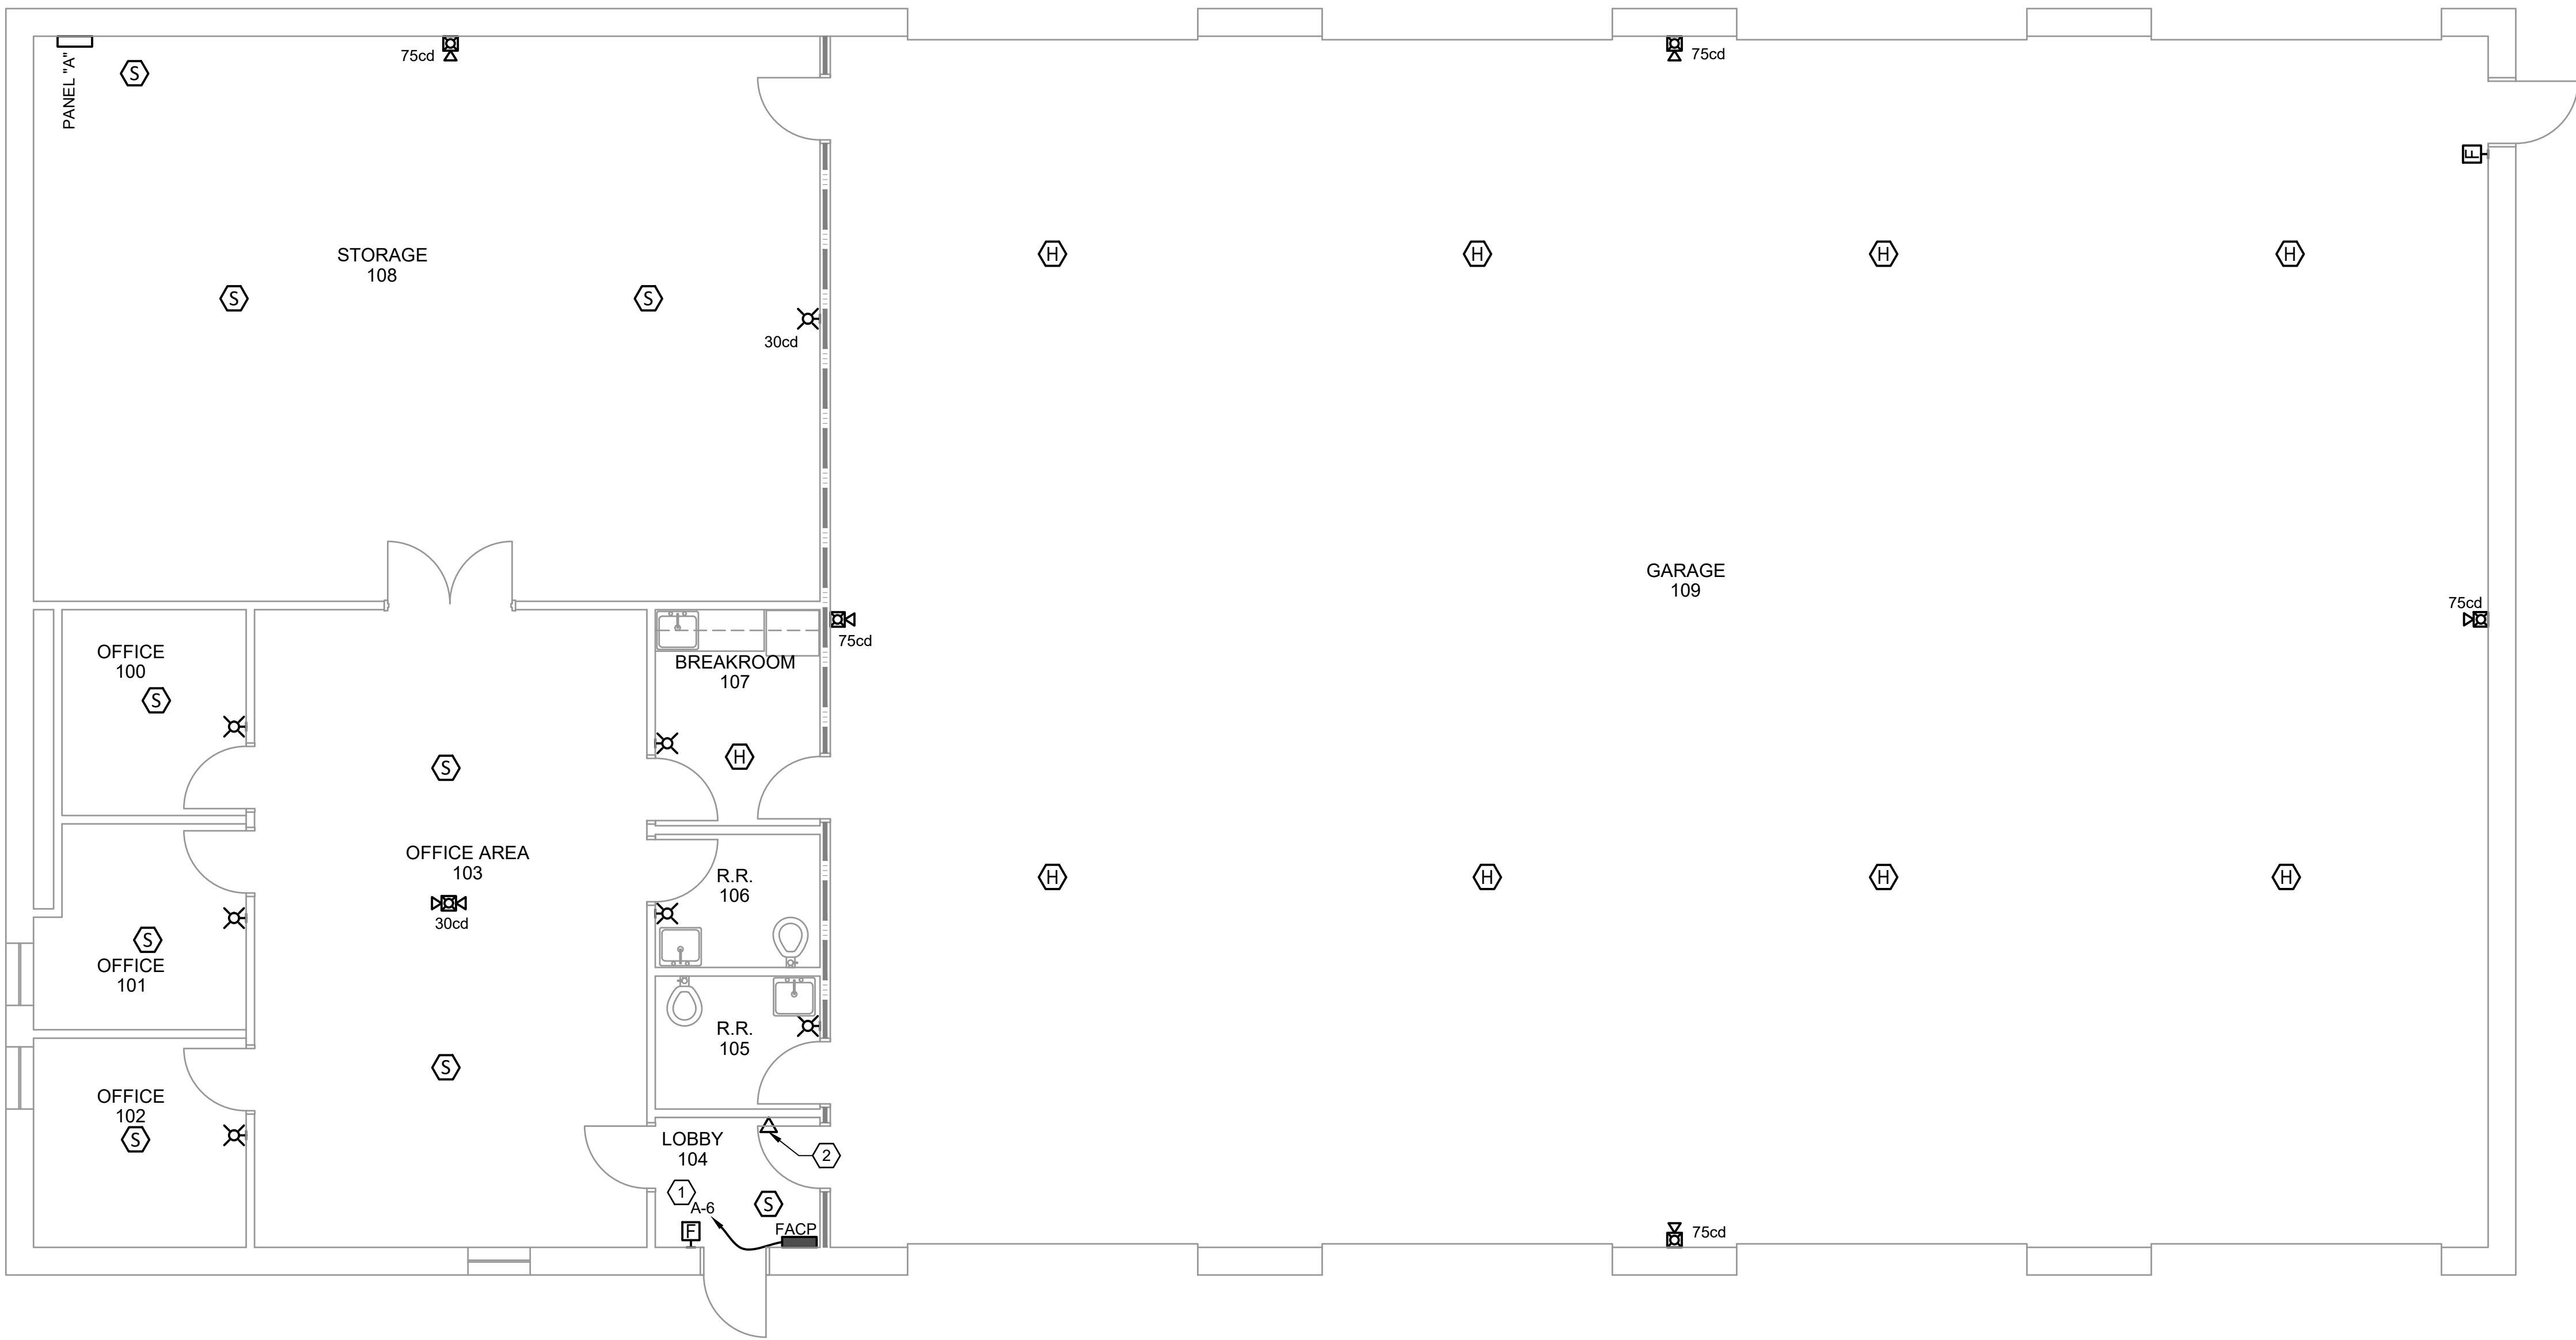 75cd
75cd
PANEL "A"
S
F
STORAGE
108
H
H
H
H
S
S
30cd
GARAGE
109
75cd
75cd
OFFICE
100
BREAKROOM
107
S
H
S
OFFICE AREA
103
30cd
R.R.
106
H
H
H
H
S
OFFICE
101
R.R.
105
S
OFFICE
102
S
LOBBY
104
2
1
A-6
S
F
FACP
75cd